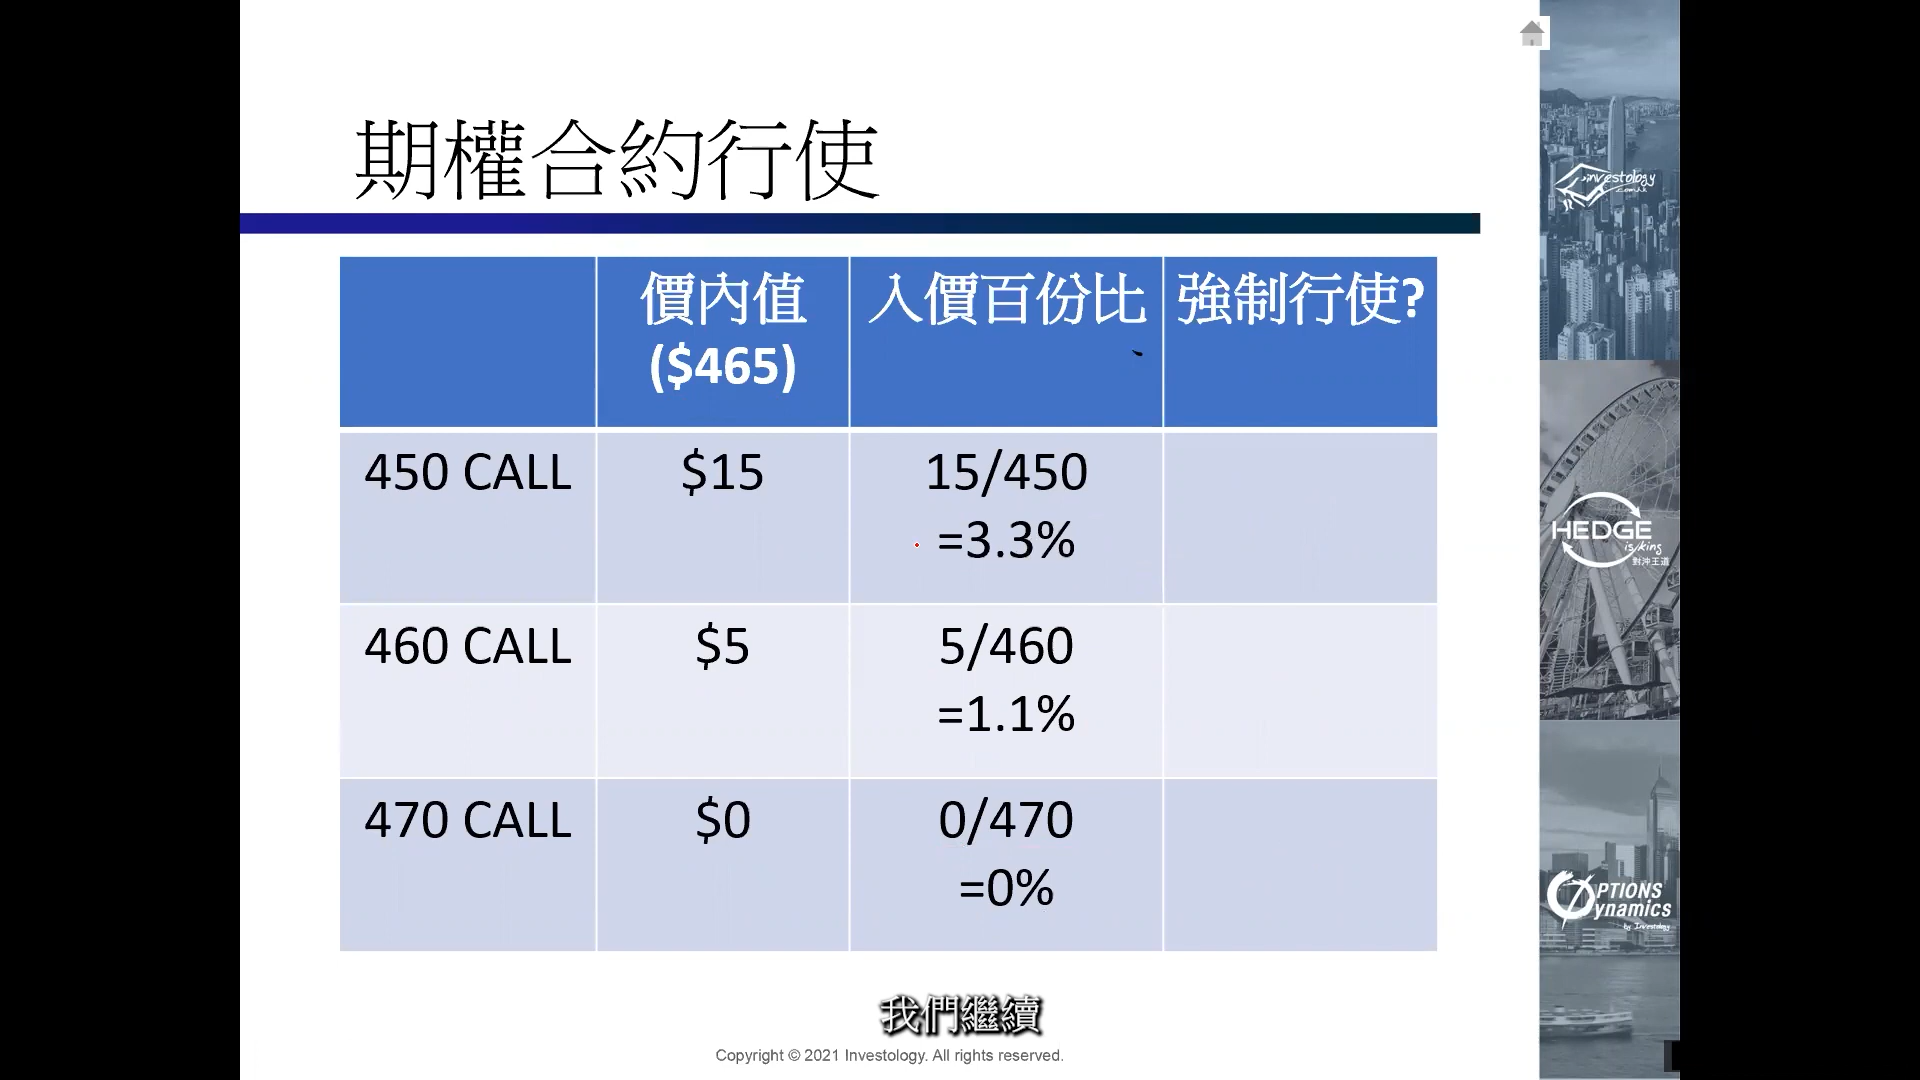 期權合約行使
價內值
($465)
入價百份比
強制行使?
450 CALL
$15
15/450
=3.3%
460 CALL
$5
5/460
=1.1%
470 CALL
$0
0/470
=0%
我們繼續
Copyright © 2021 Investology. All rights reserved.
investology
.com.hk
HEDGE
is king
對沖王道
OPTIONS
Dynamics
by Investology